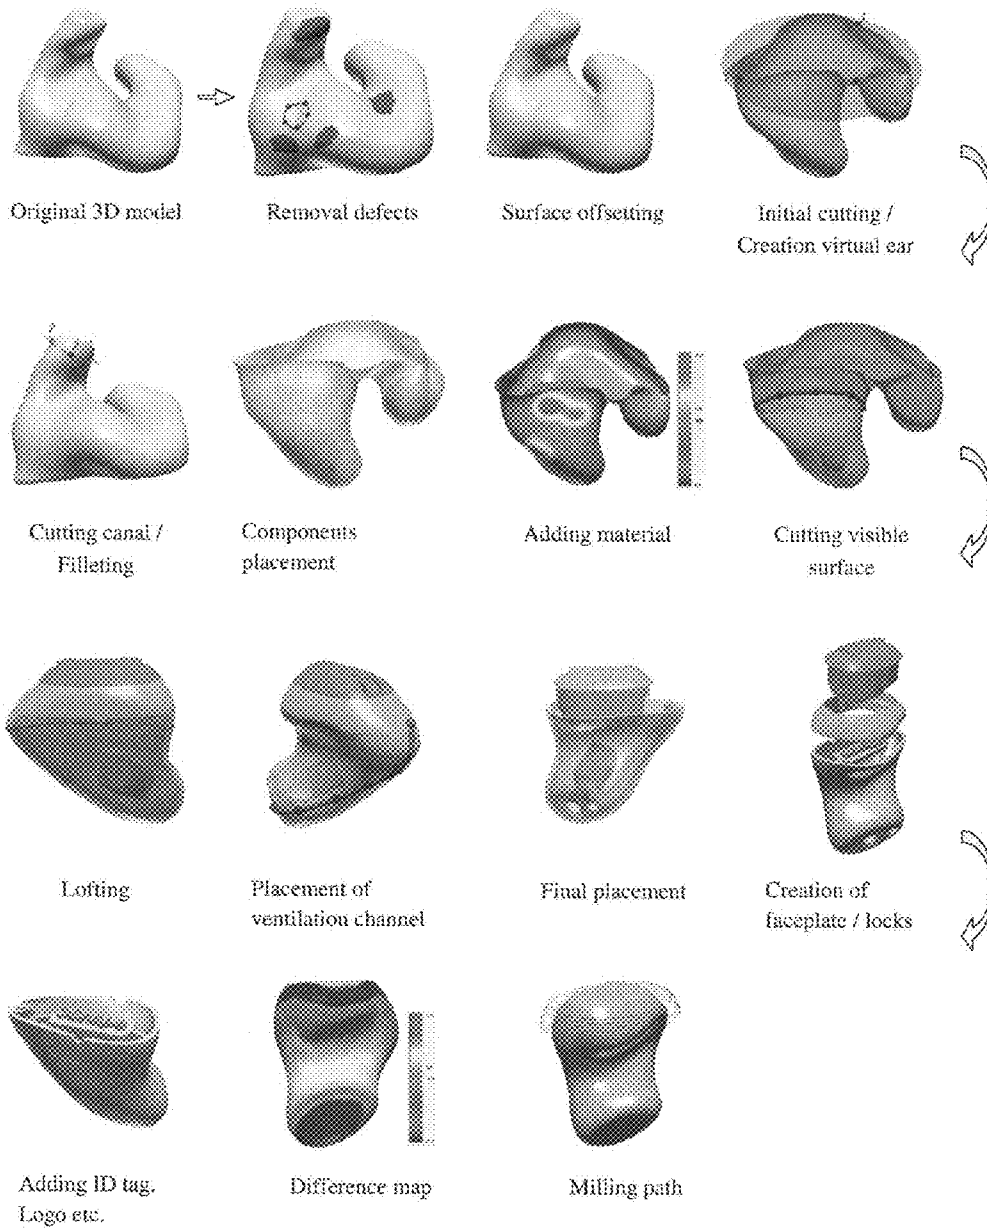 Original 3D model
Removal defects
Surface offsetting
Initial cutting /
Creation virtual ear
Cutting canal /
Filleting
Components
placement
Adding material
Cutting visible
surface
Lofting
Placement of
ventilation channel
Final placement
Creation of
faceplate / locks
Adding ID tag.
Logo etc.
Difference map
Milling path